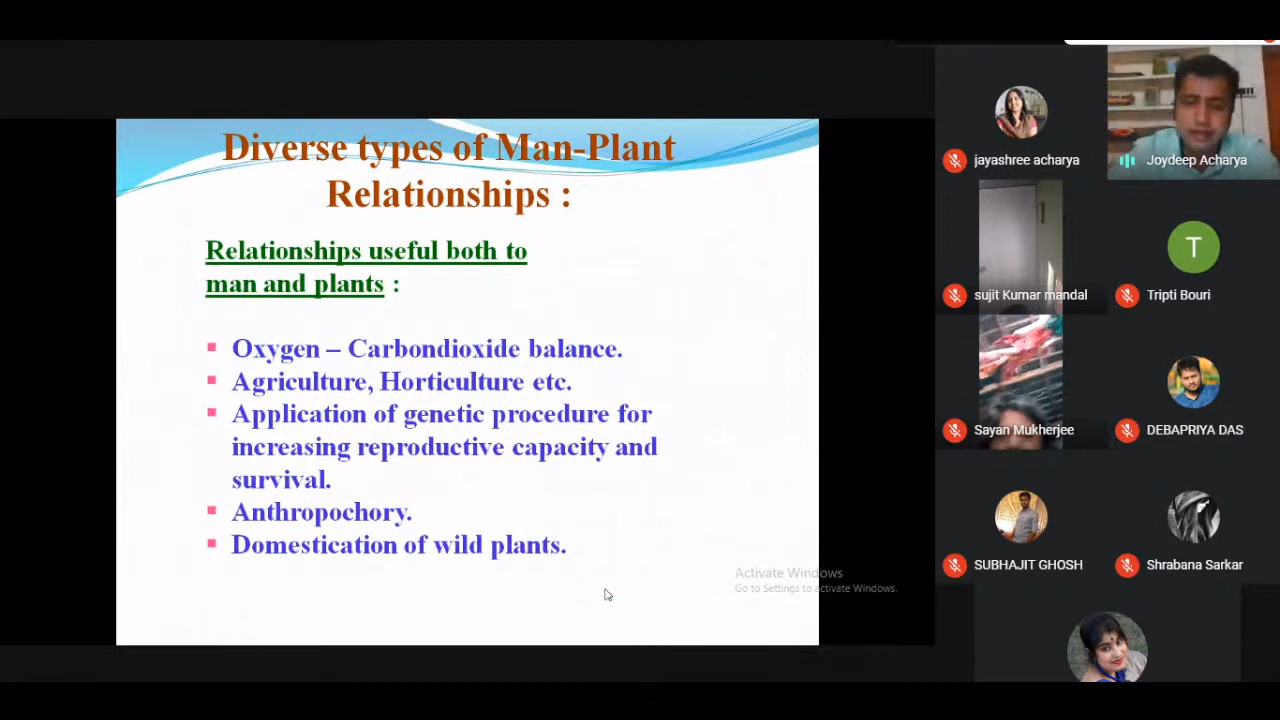 Diverse types of Man-Plant
Relationships :
Relationships useful both to
man and plants :
Oxygen – Carbondioxide balance.
Agriculture, Horticulture etc.
Application of genetic procedure for
increasing reproductive capacity and
survival.
Anthropochory.
Domestication of wild plants.
Activate Windows
Go to Settings to activate Windows.
jayashree acharya
Joydeep Acharya
sujit Kumar mandal
T
Tripti Bouri
Sayan Mukherjee
DEBAPRIYA DAS
SUBHAJIT GHOSH
Shrabana Sarkar